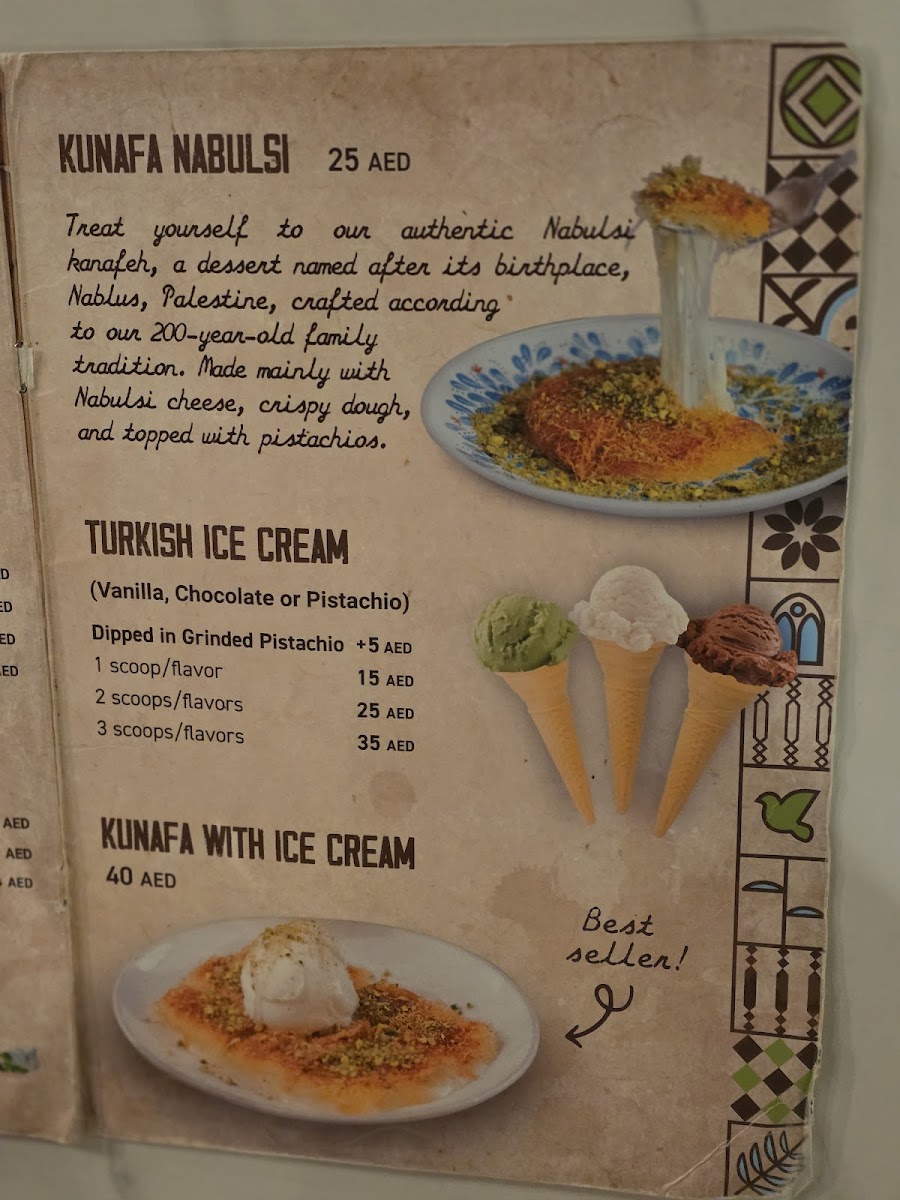 KUNAFA NABULSI 25 AED
Treat yourself to our authentic Nabulsi
kanafeh, a dessert named after its birthplace,
Nablus, Palestine, crafted according
to our 200-year-old family
tradition. Made mainly with
Nabulsi cheese, crispy dough,
and topped with pistachios.
TURKISH ICE CREAM
(Vanilla, Chocolate or Pistachio)
Dipped in Grinded Pistachio +5 AED
1 scoop/flavor 15 AED
2 scoops/flavors 25 AED
3 scoops/flavors 35 AED
KUNAFA WITH ICE CREAM
40 AED
Best
seller!
AED
AED
AED